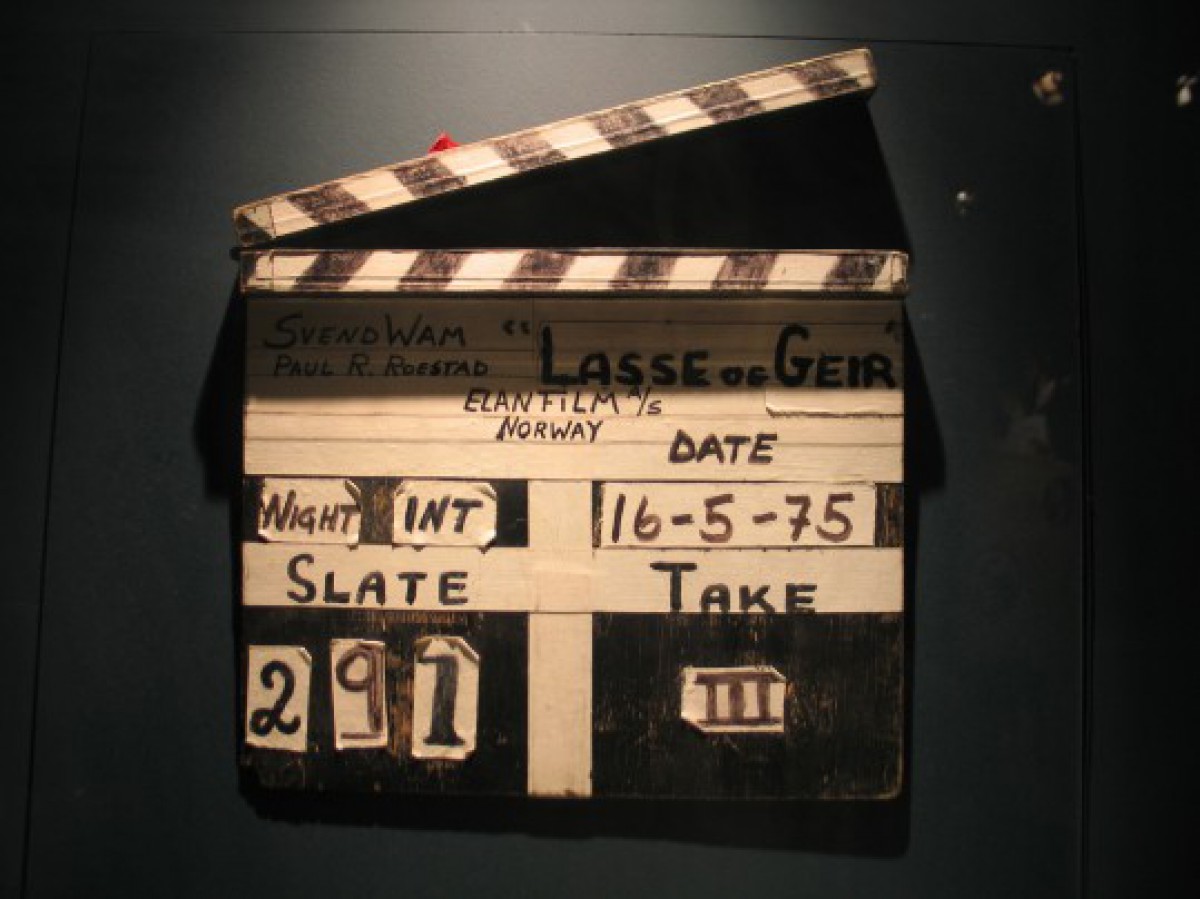 SVEND WAM "LASSE OG GEIR"
PAUL R. ROESTAD
ELAN FILM A/S
NORWAY
DATE
NIGHT INT 16-5-75
SLATE TAKE
2 9 1 III